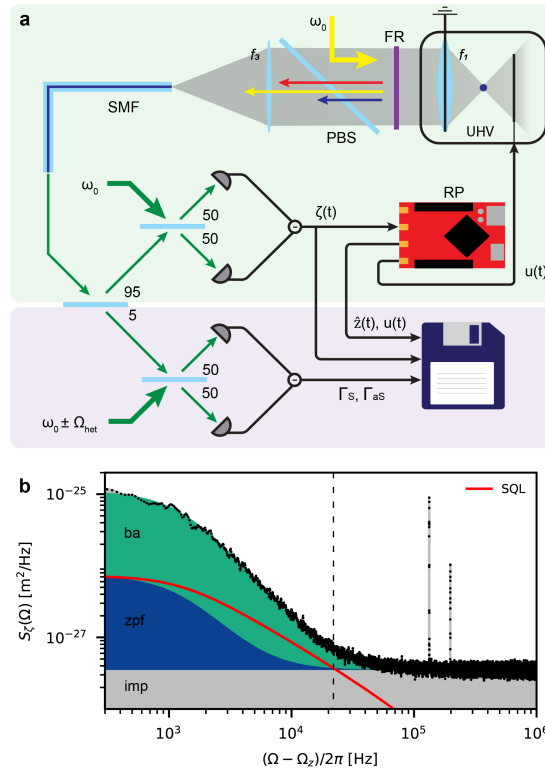 a
ω₀
FR
f₃
f₁
SMF
PBS
UHV
ω₀
50
50
ζ(t)
RP
u(t)
95
5
ẑ(t), u(t)
50
50
ΓS, ΓaS
ω₀ ± Ωhet
b
10⁻²⁵
10⁻²⁷
Sζ(Ω) [m²/Hz]
SQL
ba
zpf
imp
10³
10⁴
10⁵
10⁶
(Ω − Ωz)/2π [Hz]